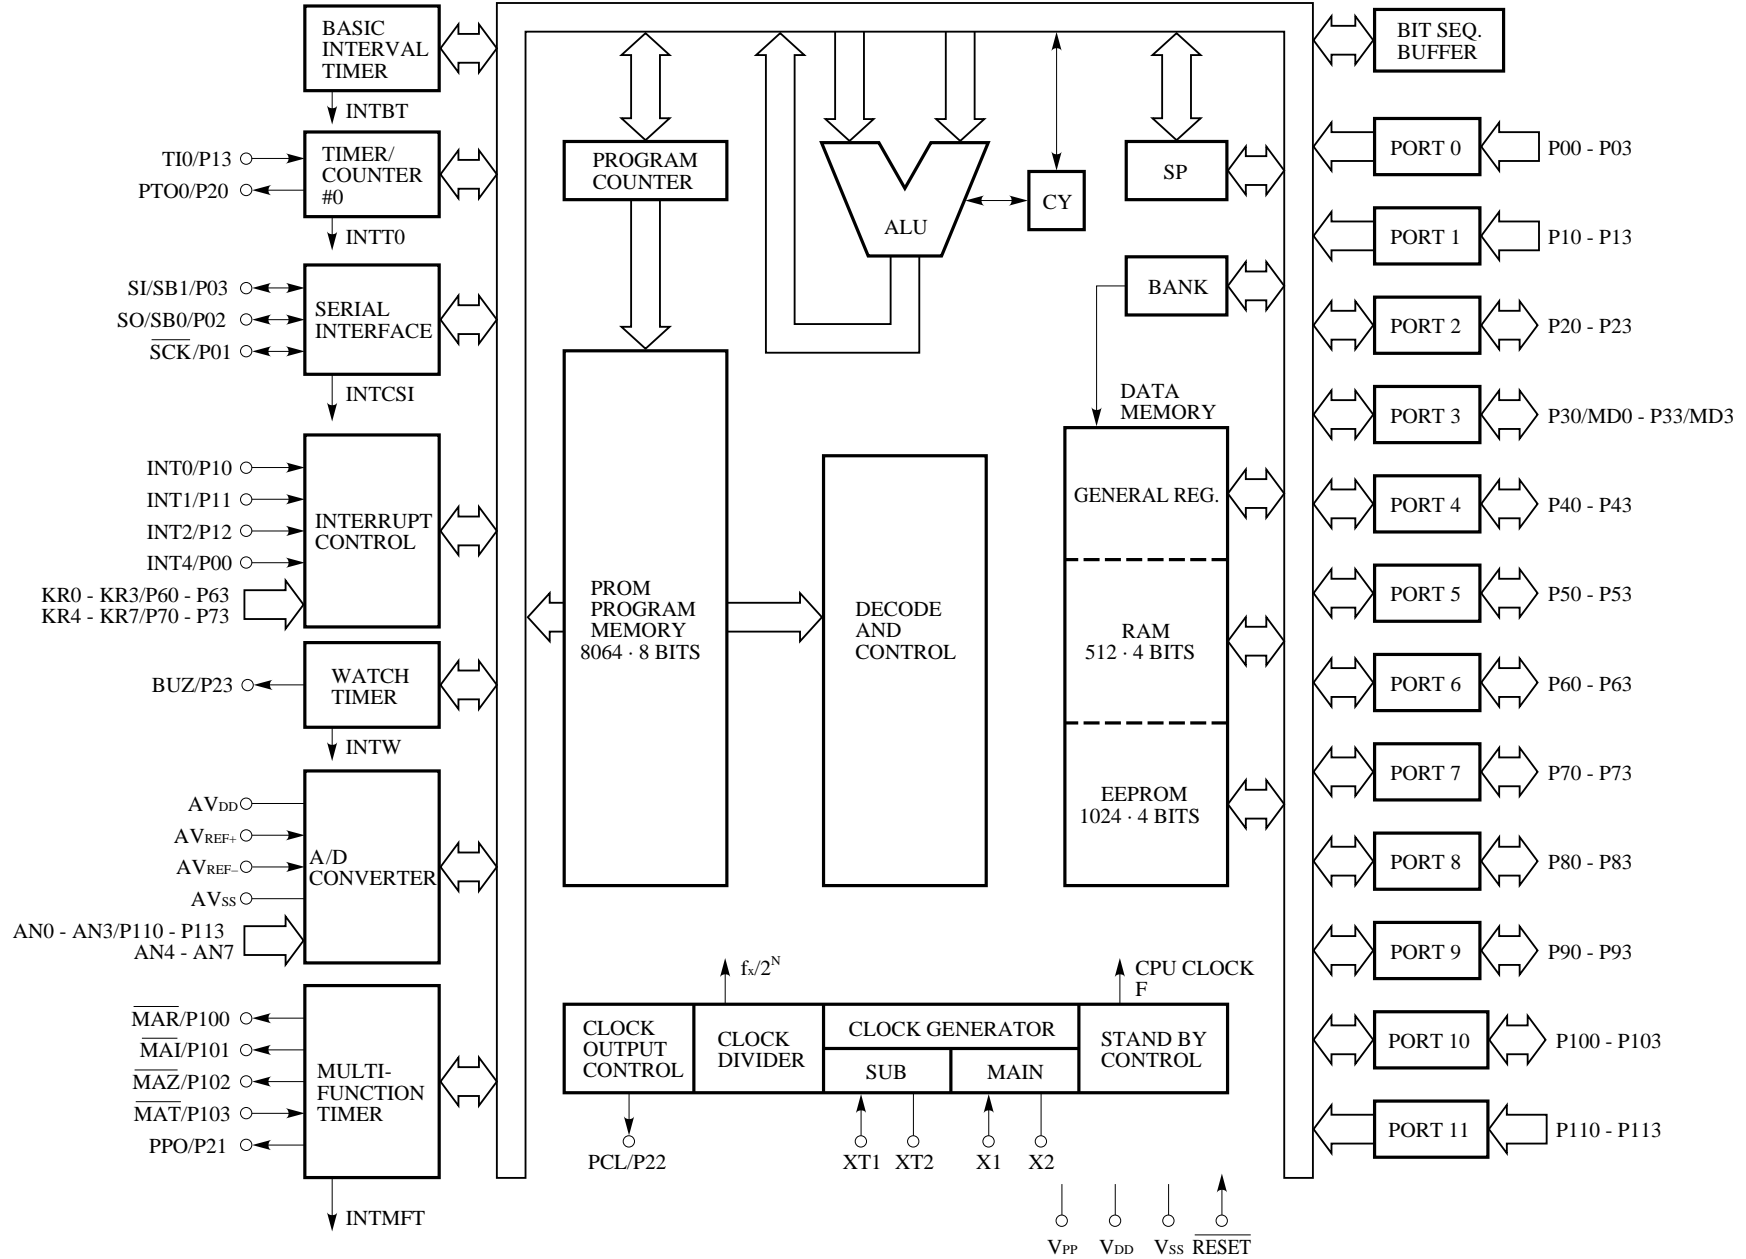 BASIC
INTERVAL
TIMER
INTBT
TI0/P13
PTO0/P20
TIMER/
COUNTER
#0
INTT0
SI/SB1/P03
SO/SB0/P02
SCK/P01
SERIAL
INTERFACE
INTCSI
INT0/P10
INT1/P11
INT2/P12
INT4/P00
KR0 - KR3/P60 - P63
KR4 - KR7/P70 - P73
INTERRUPT
CONTROL
BUZ/P23
WATCH
TIMER
INTW
AVDD
AVREF+
AVREF–
AVSS
AN0 - AN3/P110 - P113
AN4 - AN7
A/D
CONVERTER
MAR/P100
MAI/P101
MAZ/P102
MAT/P103
PPO/P21
MULTI-
FUNCTION
TIMER
INTMFT
PROGRAM
COUNTER
ALU
CY
SP
BANK
PROM
PROGRAM
MEMORY
8064 · 8 BITS
DECODE
AND
CONTROL
DATA
MEMORY
GENERAL REG.
RAM
512 · 4 BITS
EEPROM
1024 · 4 BITS
fx/2N
CPU CLOCK
F
CLOCK
OUTPUT
CONTROL
CLOCK
DIVIDER
CLOCK GENERATOR
SUB
MAIN
STAND BY
CONTROL
PCL/P22
XT1
XT2
X1
X2
VPP
VDD
VSS
RESET
BIT SEQ.
BUFFER
PORT 0
P00 - P03
PORT 1
P10 - P13
PORT 2
P20 - P23
PORT 3
P30/MD0 - P33/MD3
PORT 4
P40 - P43
PORT 5
P50 - P53
PORT 6
P60 - P63
PORT 7
P70 - P73
PORT 8
P80 - P83
PORT 9
P90 - P93
PORT 10
P100 - P103
PORT 11
P110 - P113